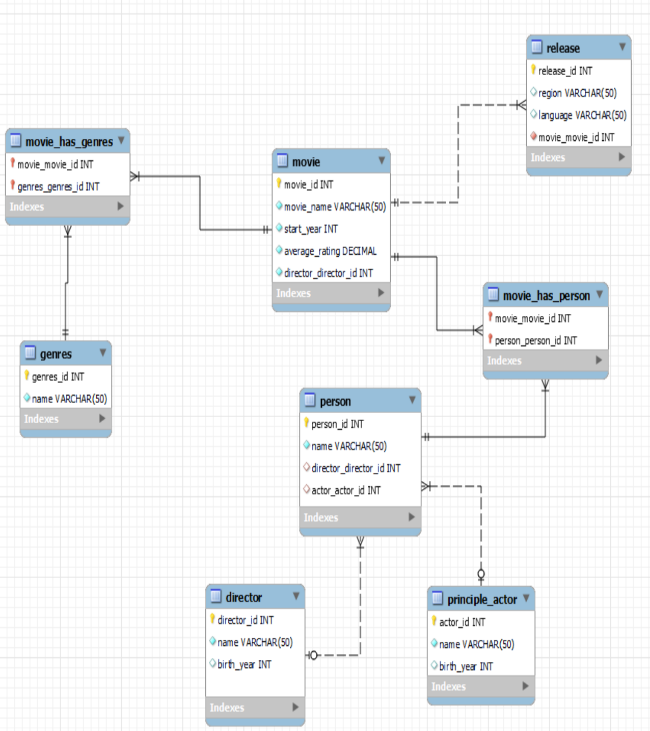 release
release_id INT
region VARCHAR(50)
language VARCHAR(50)
movie_movie_id INT
Indexes
movie_has_genres
movie_movie_id INT
genres_genres_id INT
Indexes
movie
movie_id INT
movie_name VARCHAR(50)
start_year INT
average_rating DECIMAL
director_director_id INT
Indexes
movie_has_person
movie_movie_id INT
person_person_id INT
Indexes
genres
genres_id INT
name VARCHAR(50)
Indexes
person
person_id INT
name VARCHAR(50)
director_director_id INT
actor_actor_id INT
Indexes
director
director_id INT
name VARCHAR(50)
birth_year INT
Indexes
principle_actor
actor_id INT
name VARCHAR(50)
birth_year INT
Indexes